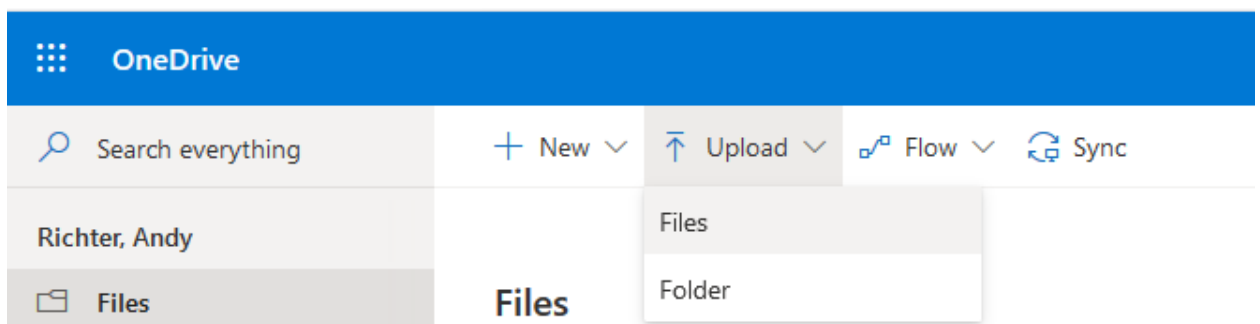 OneDrive
Search everything
New Upload Flow Sync
Files
Folder
Richter, Andy
Files
Files